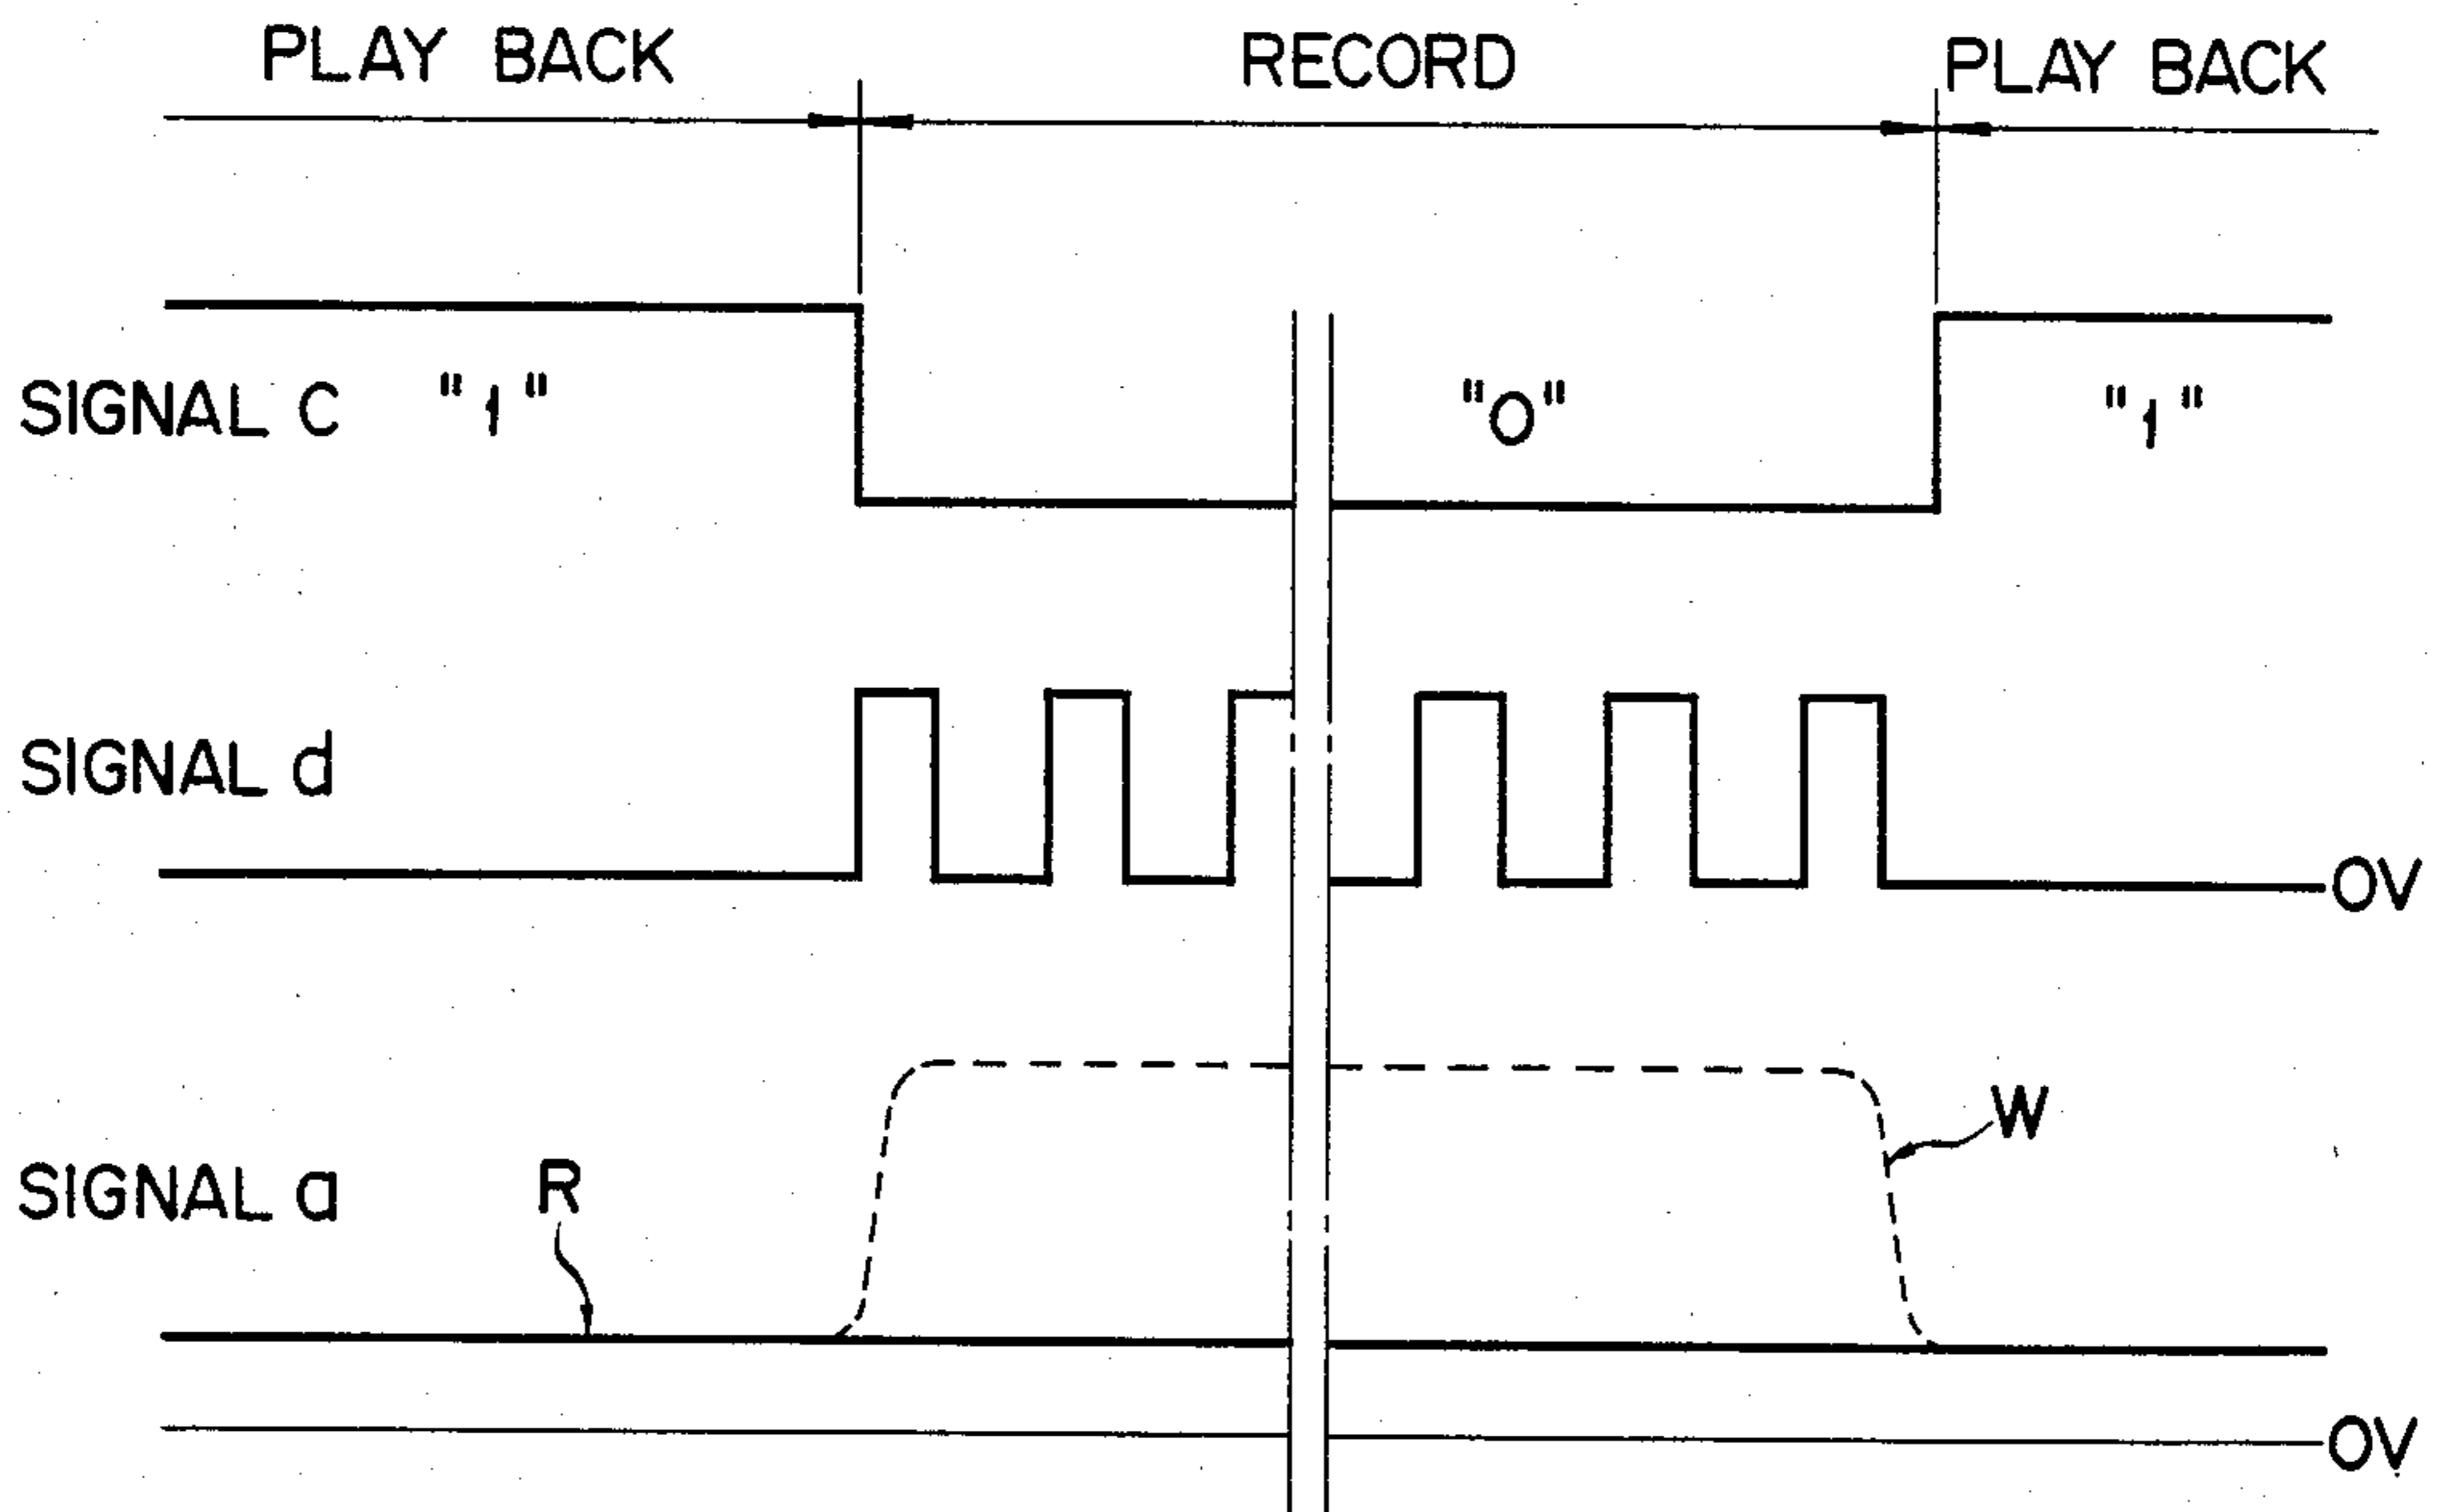 PLAY BACK RECORD PLAY BACK
SIGNAL C "1" "0" "1"
SIGNAL d
0V
W
SIGNAL a R
0V